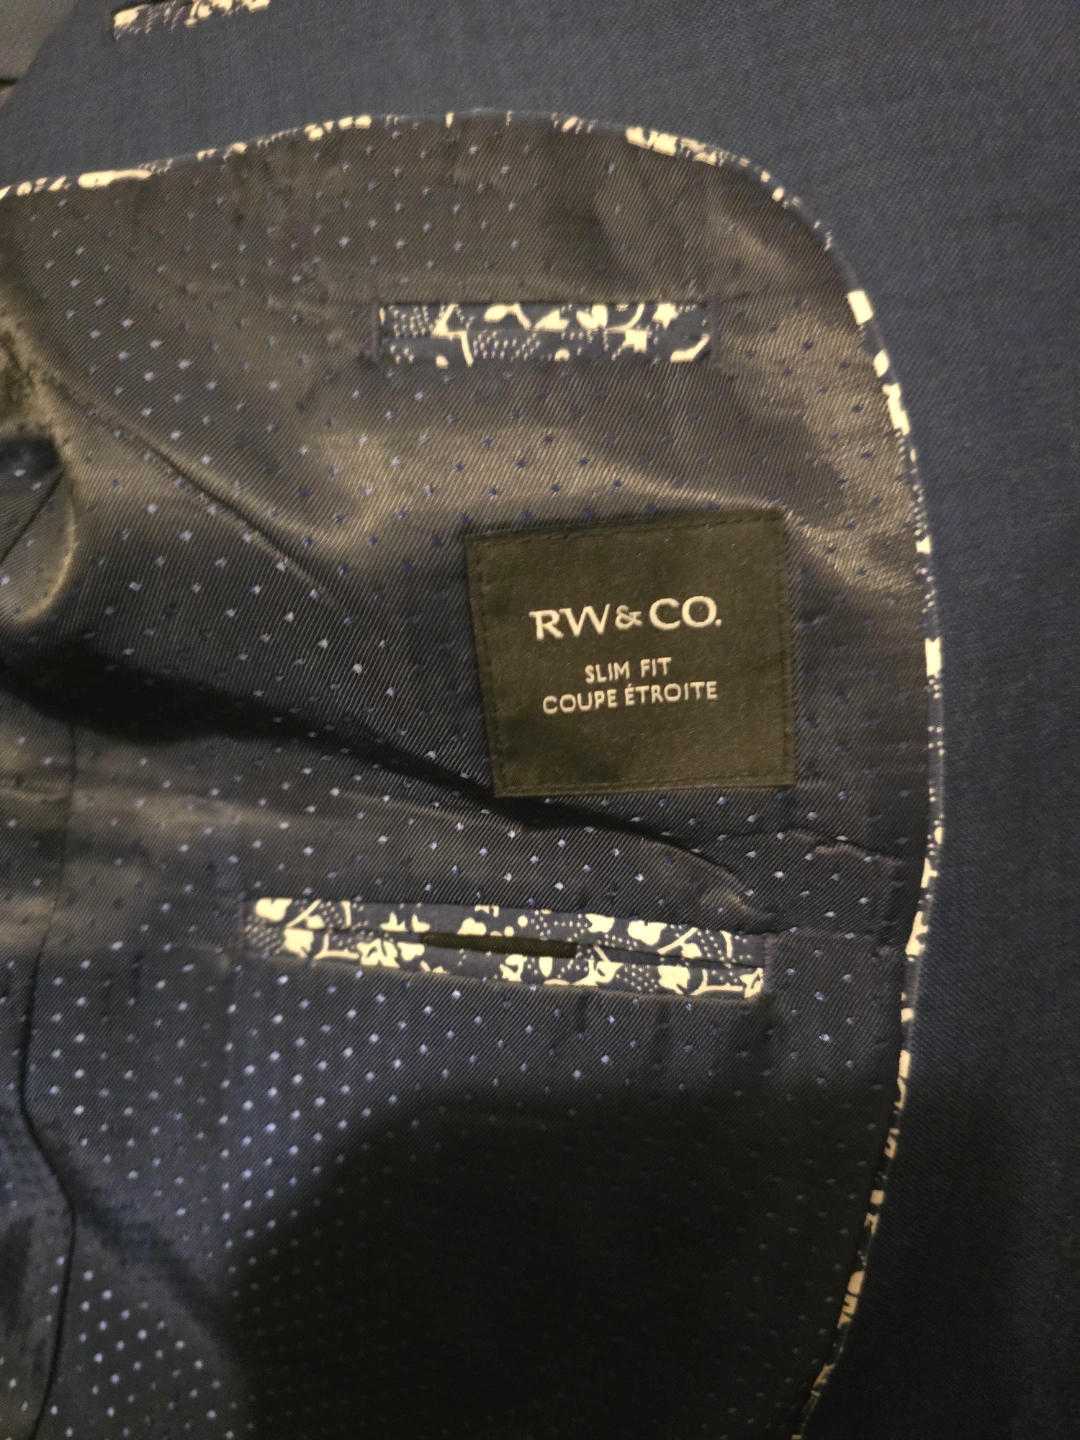 RW&CO.
SLIM FIT
COUPE ÉTROITE